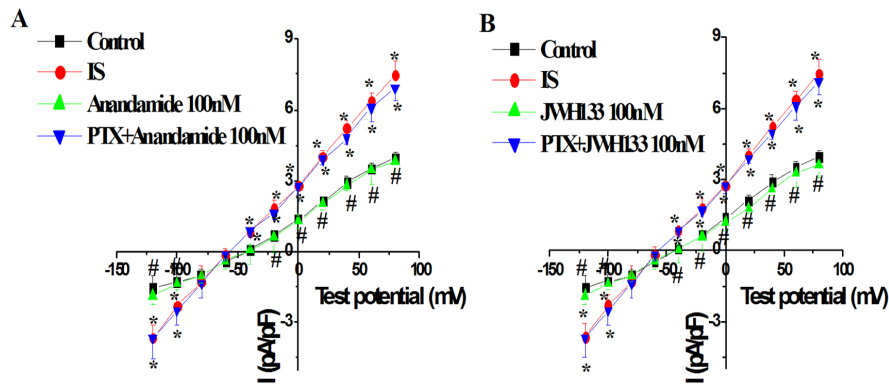 A
Control
IS
Anandamide 100nM
PTX+Anandamide 100nM
9
6
3
0
-3
-150
-100
-50
0
50
100
Test potential (mV)
I (pA/pF)
* * * * * * * * * * * * * * * * *
# # # # # # # # #
B
Control
IS
JWH133 100nM
PTX+JWH133 100nM
9
6
3
0
-3
-150
-100
-50
0
50
100
Test potential (mV)
I (pA/pF)
* * * * * * * * * * * * * * * * *
# # # # # # # # # #